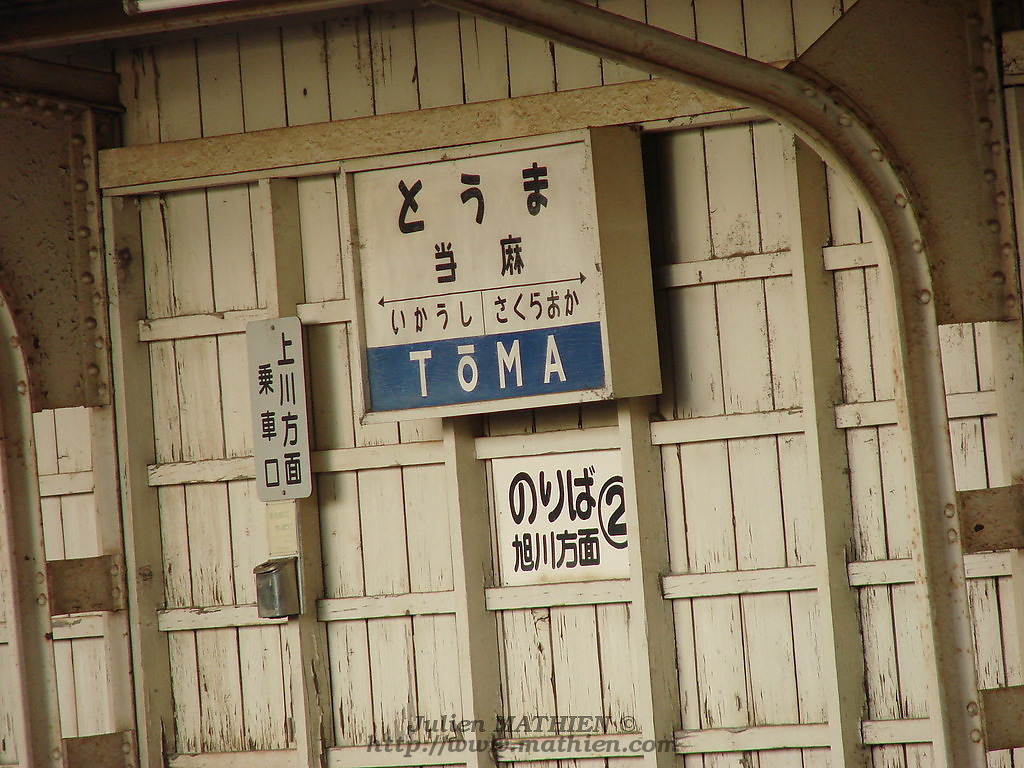 とうま
当麻
いかうし さくらおか
TōMA
上川方面
乗車口
のりば②
旭川方面
Julien MATHIEN ©
http://www.mathien.com